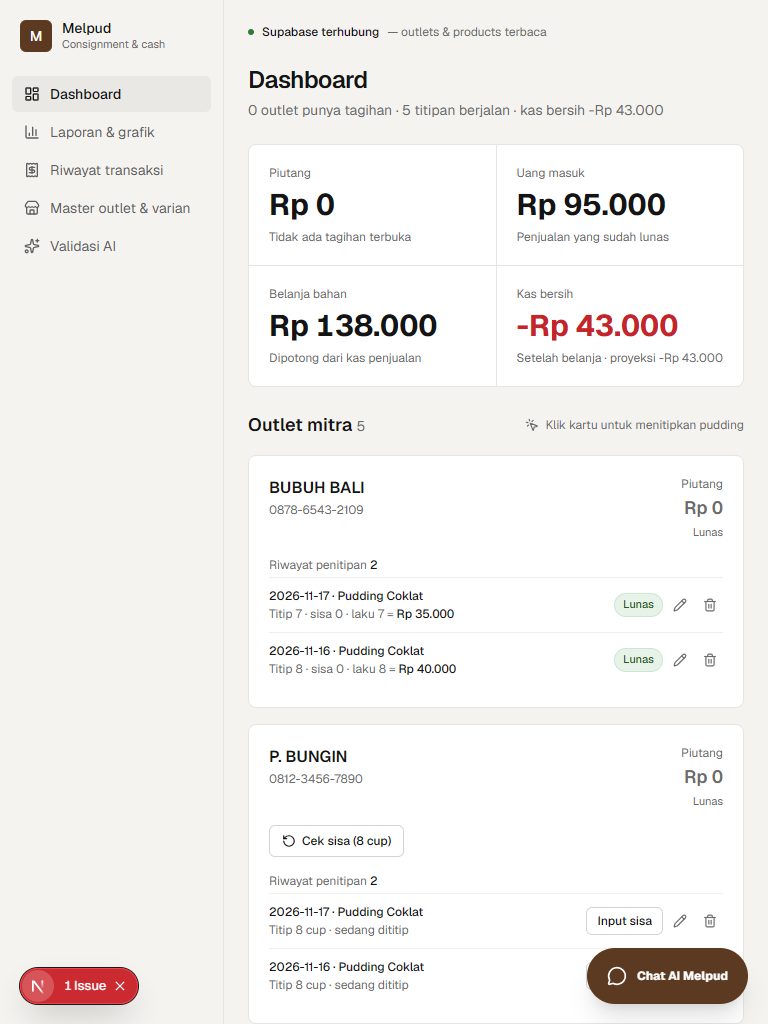 M
Melpud
Consignment & cash
Dashboard
Laporan & grafik
Riwayat transaksi
Master outlet & varian
Validasi AI
Supabase terhubung — outlets & products terbaca
Dashboard
0 outlet punya tagihan · 5 titipan berjalan · kas bersih -Rp 43.000
Piutang
Rp 0
Tidak ada tagihan terbuka
Uang masuk
Rp 95.000
Penjualan yang sudah lunas
Belanja bahan
Rp 138.000
Dipotong dari kas penjualan
Kas bersih
-Rp 43.000
Setelah belanja · proyeksi -Rp 43.000
Outlet mitra 5
Klik kartu untuk menitipkan pudding
BUBUH BALI
0878-6543-2109
Piutang
Rp 0
Lunas
Riwayat penitipan 2
2026-11-17 · Pudding Coklat
Titip 7 · sisa 0 · laku 7 = Rp 35.000
Lunas
2026-11-16 · Pudding Coklat
Titip 8 · sisa 0 · laku 8 = Rp 40.000
Lunas
P. BUNGIN
0812-3456-7890
Piutang
Rp 0
Lunas
Cek sisa (8 cup)
Riwayat penitipan 2
2026-11-17 · Pudding Coklat
Titip 8 cup · sedang dititip
Input sisa
2026-11-16 · Pudding Coklat
Titip 8 cup · sedang dititip
Chat AI Melpud
N
1 Issue